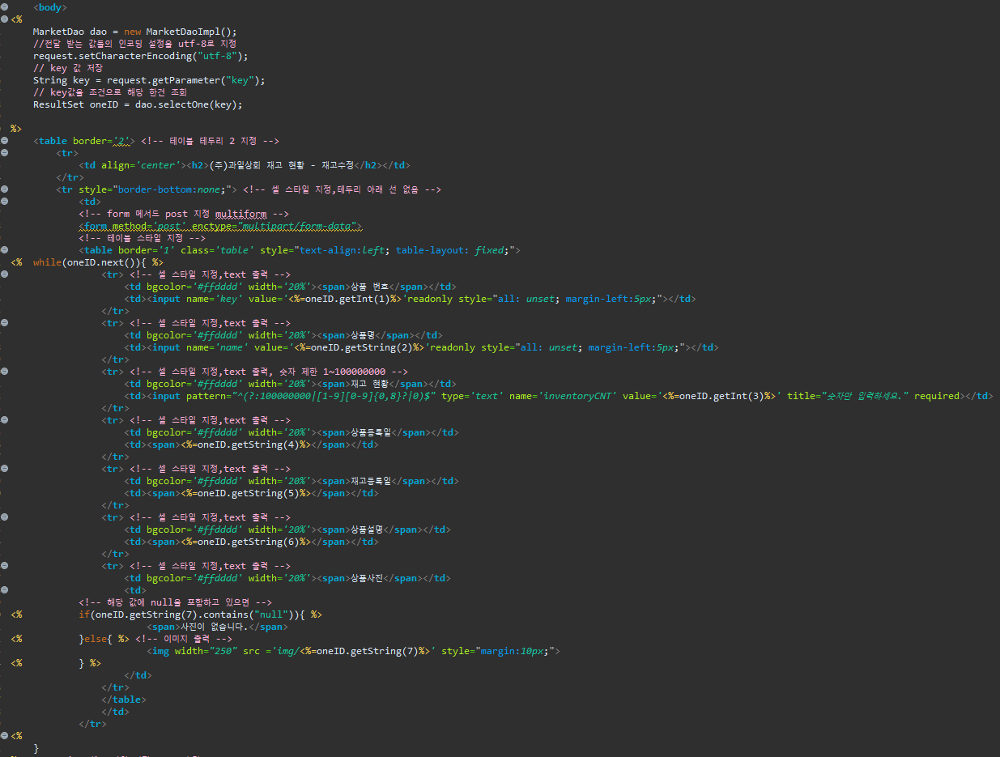 <body>
<%
MarketDao dao = new MarketDaoImpl();
//전달 받는 값들의 인코딩 설정을 utf-8로 지정
request.setCharacterEncoding("utf-8");
// key 값 저장
String key = request.getParameter("key");
// key값을 조건으로 해당 한건 조회
ResultSet oneID = dao.selectOne(key);
%>
<table border='2'> <!-- 테이블 테두리 2 지정 -->
<tr>
<td align='center'><h2>(주)과일상회 재고 현황 - 재고수정</h2></td>
</tr>
<tr style="border-bottom:none;"> <!-- 셀 스타일 지정,테두리 아래 선 없음 -->
<td>
<!-- form 메서드 post 지정 multiform -->
<form method='post' enctype="multipart/form-data">
<!-- 테이블 스타일 지정 -->
<table border='1' class='table' style="text-align:left; table-layout: fixed;">
<% while(oneID.next()){ %>
<tr> <!-- 셀 스타일 지정,text 출력 -->
<td bgcolor='#ffdddd' width='20%'><span>상품 번호</span></td>
<td><input name='key' value='<%=oneID.getInt(1)%>'readonly style="all: unset; margin-left:5px;"></td>
</tr>
<tr> <!-- 셀 스타일 지정,text 출력 -->
<td bgcolor='#ffdddd' width='20%'><span>상품명</span></td>
<td><input name='name' value='<%=oneID.getString(2)%>'readonly style="all: unset; margin-left:5px;"></td>
</tr>
<tr> <!-- 셀 스타일 지정,text 출력, 숫자 제한 1~100000000 -->
<td bgcolor='#ffdddd' width='20%'><span>재고 현황</span></td>
<td><input pattern="^(?:100000000|[1-9][0-9]{0,8}?|0)$" type='text' name='inventoryCNT' value='<%=oneID.getInt(3)%>' title="숫자만 입력하세요." required></td>
</tr>
<tr> <!-- 셀 스타일 지정,text 출력 -->
<td bgcolor='#ffdddd' width='20%'><span>상품등록일</span></td>
<td><span><%=oneID.getString(4)%></span></td>
</tr>
<tr> <!-- 셀 스타일 지정,text 출력 -->
<td bgcolor='#ffdddd' width='20%'><span>재고등록일</span></td>
<td><span><%=oneID.getString(5)%></span></td>
</tr>
<tr> <!-- 셀 스타일 지정,text 출력 -->
<td bgcolor='#ffdddd' width='20%'><span>상품설명</span></td>
<td><span><%=oneID.getString(6)%></span></td>
</tr>
<tr> <!-- 셀 스타일 지정,text 출력 -->
<td bgcolor='#ffdddd' width='20%'><span>상품사진</span></td>
<td>
<!-- 해당 값에 null을 포함하고 있으면 -->
<% if(oneID.getString(7).contains("null")){ %>
<span>사진이 없습니다.</span>
<% }else{ %> <!-- 이미지 출력 -->
<img width="250" src ='img/<%=oneID.getString(7)%>' style="margin:10px;">
<% } %>
</td>
</tr>
</table>
</td>
</tr>
<%
}